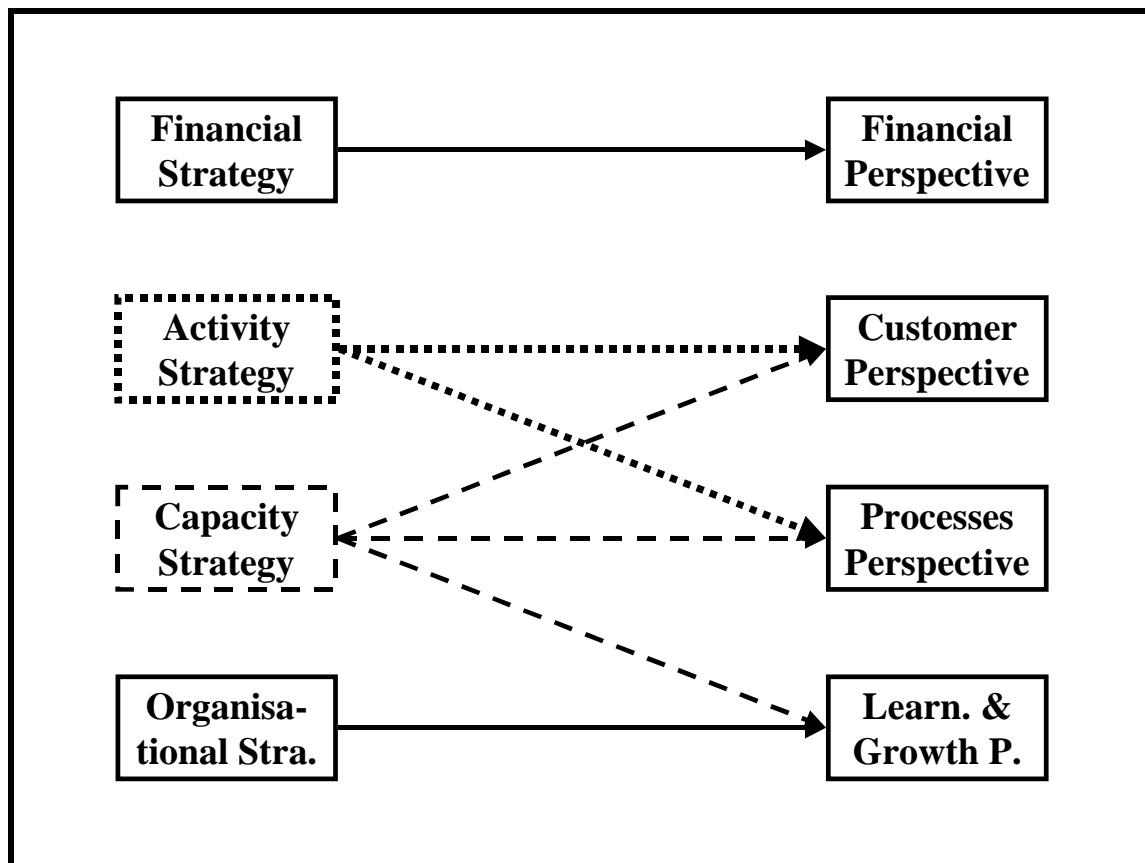 Financial
Strategy
Financial
Perspective
Activity
Strategy
Customer
Perspective
Capacity
Strategy
Processes
Perspective
Organisa-
tional Stra.
Learn. &
Growth P.